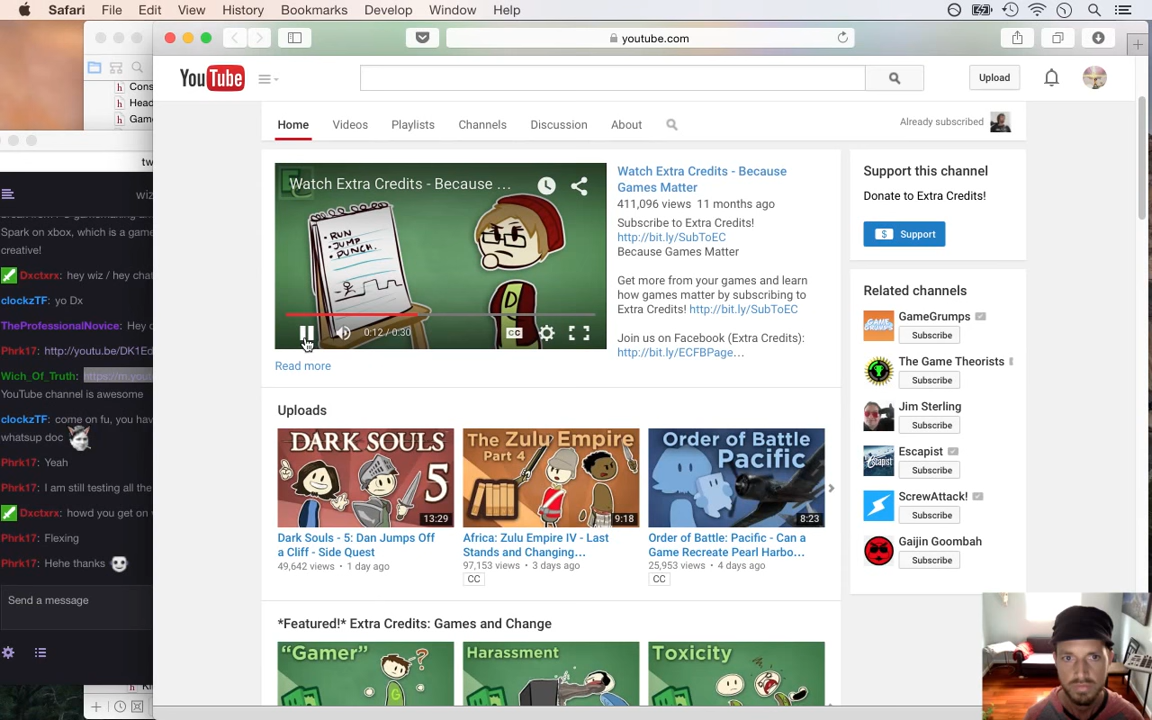 Safari File Edit View History Bookmarks Develop Window Help
youtube.com
YouTube
Upload
Home Videos Playlists Channels Discussion About
Already subscribed
Watch Extra Credits - Because ...
• RUN
• JUMP
• PUNCH.
D
0:12 / 0:30
CC
Read more
Watch Extra Credits - Because
Games Matter
411,096 views 11 months ago
Subscribe to Extra Credits!
http://bit.ly/SubToEC
Because Games Matter
Get more from your games and learn
how games matter by subscribing to
Extra Credits! http://bit.ly/SubToEC
Join us on Facebook (Extra Credits):
http://bit.ly/ECFBPage...
Support this channel
Donate to Extra Credits!
$ Support
Related channels
GameGrumps
Subscribe
The Game Theorists
Subscribe
Jim Sterling
Subscribe
Escapist
Subscribe
ScrewAttack!
Subscribe
Gaijin Goombah
Subscribe
Uploads
DARK SOULS
5
13:29
Dark Souls - 5: Dan Jumps Off
a Cliff - Side Quest
49,642 views • 1 day ago
The Zulu Empire
Part 4
9:18
Africa: Zulu Empire IV - Last
Stands and Changing...
97,153 views • 3 days ago
CC
Order of Battle
Pacific
8:23
Order of Battle: Pacific - Can a
Game Recreate Pearl Harbo...
25,953 views • 4 days ago
CC
*Featured!* Extra Credits: Games and Change
"Gamer"
?
G
Harassment
Toxicity
h Cons
h Head
h Game
tw
wiz
Spark on xbox, which is a game
creative!
Dxctxrx: hey wiz / hey chat
clockzTF: yo Dx
TheProfessionalNovice: Hey
Phrk17: http://youtu.be/DK1Ed
Wich_Of_Truth: https://m.yout
YouTube channel is awesome
clockzTF: come on fu, you hav
whatsup doc
Phrk17: Yeah
Phrk17: I am still testing all the
Dxctxrx: howd you get on
Phrk17: Flexing
Phrk17: Hehe thanks
Send a message